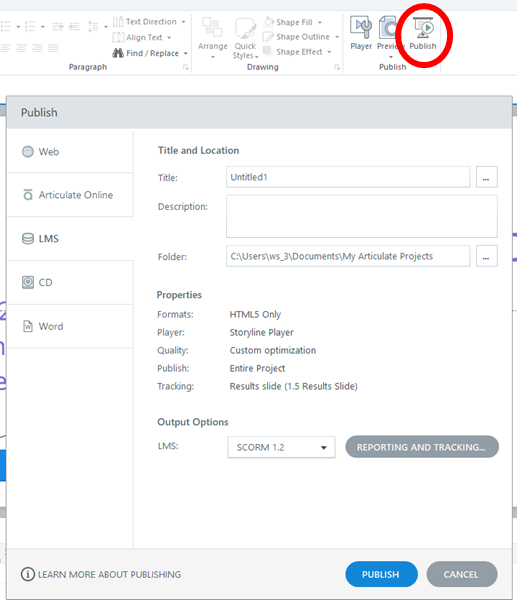 Text Direction
Align Text
Find / Replace
Paragraph
Arrange
Quick
Styles
Shape Fill
Shape Outline
Shape Effect
Drawing
Player
Preview
Publish
Publish
Publish
Web
Articulate Online
LMS
CD
Word
Title and Location
Title: Untitled1 ...
Description:
Folder: C:\Users\ws_3\Documents\My Articulate Projects ...
Properties
Formats: HTML5 Only
Player: Storyline Player
Quality: Custom optimization
Publish: Entire Project
Tracking: Results slide (1.5 Results Slide)
Output Options
LMS: SCORM 1.2 REPORTING AND TRACKING...
LEARN MORE ABOUT PUBLISHING PUBLISH CANCEL